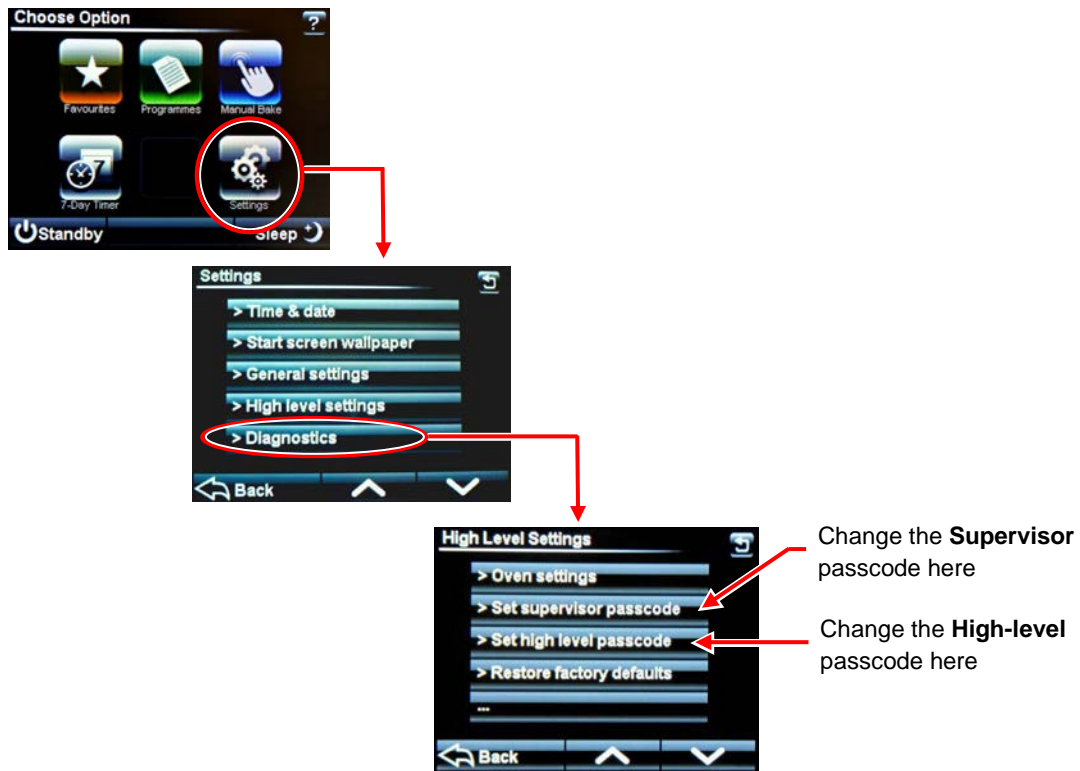 Choose Option
?
Favourites Programmes Manual Bake
7
7-Day Timer Settings
Standby Sleep
Settings
> Time & date
> Start screen wallpaper
> General settings
> High level settings
> Diagnostics
Back
High Level Settings
> Oven settings
> Set supervisor passcode
> Set high level passcode
> Restore factory defaults
...
Back
Change the Supervisor
passcode here
Change the High-level
passcode here